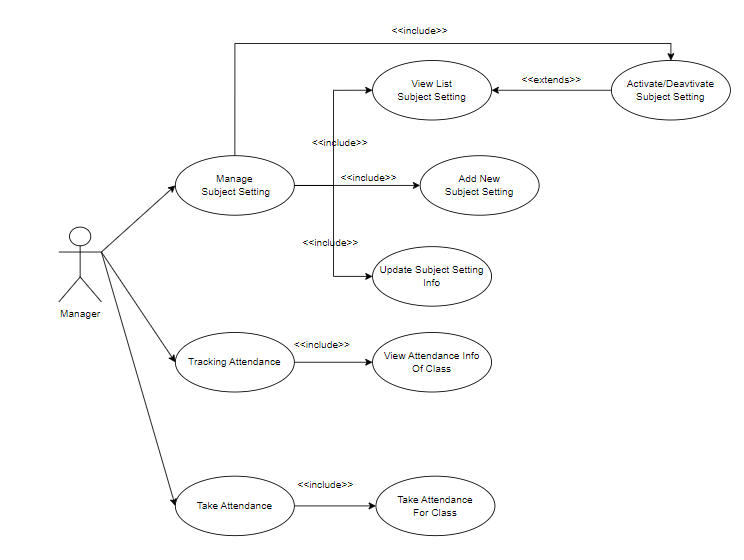 <<include>>
View List
Subject Setting
<<extends>>
Activate/Deavtivate
Subject Setting
<<include>>
Manage
Subject Setting
<<include>>
Add New
Subject Setting
<<include>>
Update Subject Setting
Info
Manager
Tracking Attendance
<<include>>
View Attendance Info
Of Class
Take Attendance
<<include>>
Take Attendance
For Class